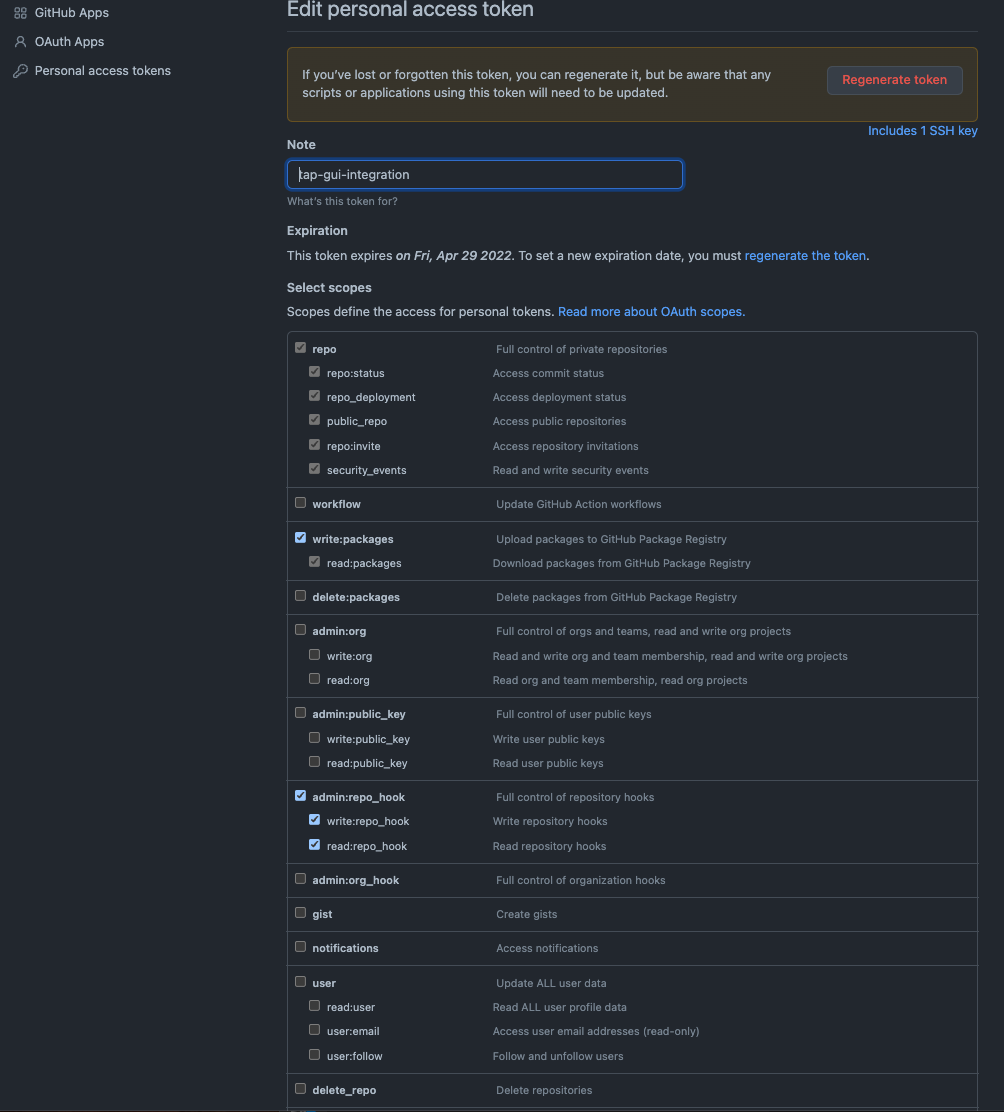 GitHub Apps
OAuth Apps
Personal access tokens
Edit personal access token
If you've lost or forgotten this token, you can regenerate it, but be aware that any
scripts or applications using this token will need to be updated.
Regenerate token
Includes 1 SSH key
Note
tap-gui-integration
What's this token for?
Expiration
This token expires on Fri, Apr 29 2022. To set a new expiration date, you must regenerate the token.
Select scopes
Scopes define the access for personal tokens. Read more about OAuth scopes.
repo Full control of private repositories
repo:status Access commit status
repo_deployment Access deployment status
public_repo Access public repositories
repo:invite Access repository invitations
security_events Read and write security events
workflow Update GitHub Action workflows
write:packages Upload packages to GitHub Package Registry
read:packages Download packages from GitHub Package Registry
delete:packages Delete packages from GitHub Package Registry
admin:org Full control of orgs and teams, read and write org projects
write:org Read and write org and team membership, read and write org projects
read:org Read org and team membership, read org projects
admin:public_key Full control of user public keys
write:public_key Write user public keys
read:public_key Read user public keys
admin:repo_hook Full control of repository hooks
write:repo_hook Write repository hooks
read:repo_hook Read repository hooks
admin:org_hook Full control of organization hooks
gist Create gists
notifications Access notifications
user Update ALL user data
read:user Read ALL user profile data
user:email Access user email addresses (read-only)
user:follow Follow and unfollow users
delete_repo Delete repositories